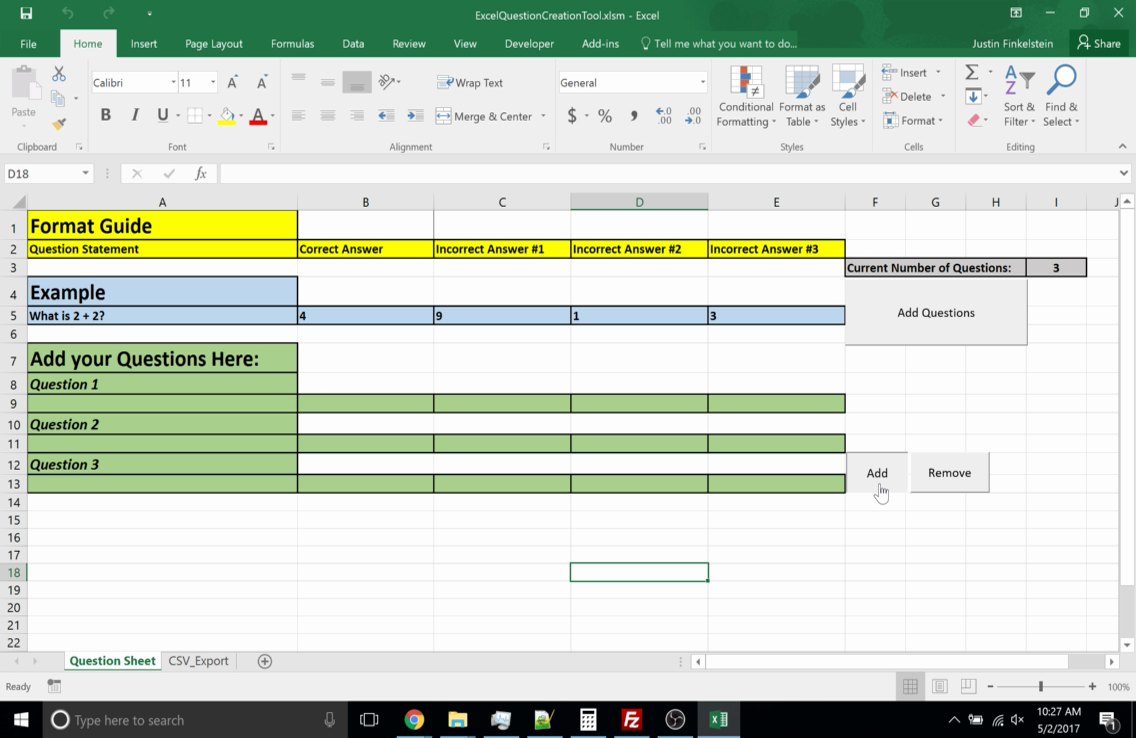 ExcelQuestionCreationTool.xlsm - Excel
File Home Insert Page Layout Formulas Data Review View Developer Add-ins Tell me what you want to do... Justin Finkelstein Share
Paste
Calibri 11 A A
B I U A
Wrap Text
Merge & Center
General
$ % , .00 .00
Conditional Formatting
Format as Table
Cell Styles
Insert
Delete
Format
Sort & Filter
Find & Select
Clipboard Font Alignment Number Styles Cells Editing
D18 fx
A B C D E F G H I J
1 Format Guide
2 Question Statement Correct Answer Incorrect Answer #1 Incorrect Answer #2 Incorrect Answer #3
3 Current Number of Questions: 3
4 Example
Add Questions
5 What is 2 + 2? 4 9 1 3
6
7 Add your Questions Here:
8 Question 1
9
10 Question 2
11
12 Question 3
Add Remove
13
14
15
16
17
18
19
20
21
22
Question Sheet CSV_Export
Ready 100%
Type here to search
10:27 AM
5/2/2017
1